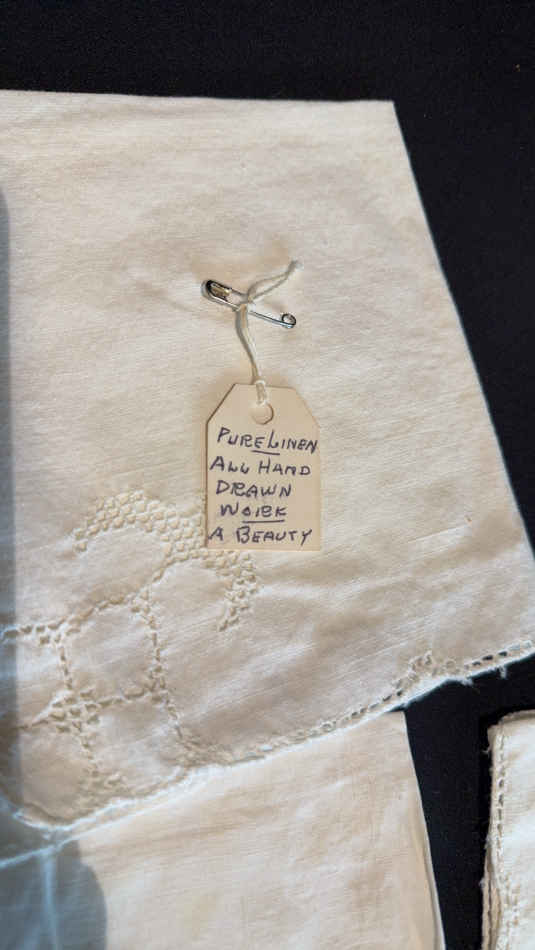 PURE LINEN
ALL HAND
DRAWN
WORK
A BEAUTY